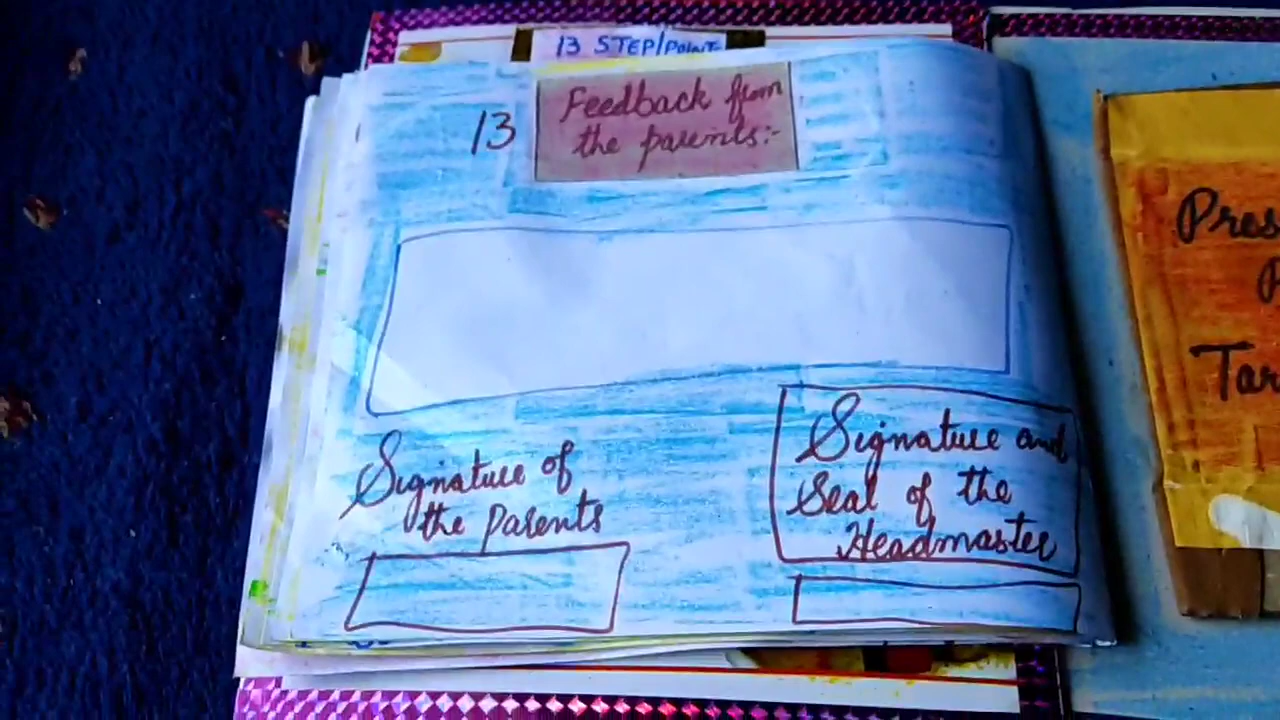 13 STEP/POINT
13
Feedback from
the parents:-
Signature of
the Parents
Signature and
Seal of the
Headmaster